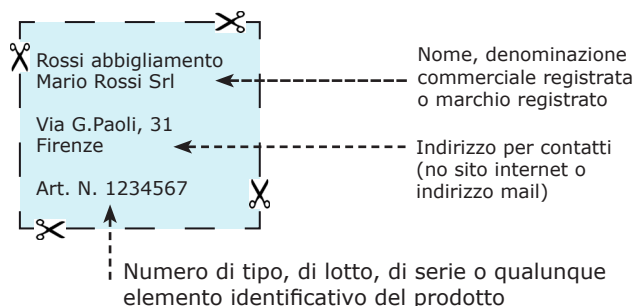 Rossi abbigliamento
Mario Rossi Srl
Via G.Paoli, 31
Firenze
Art. N. 1234567
Nome, denominazione
commerciale registrata
o marchio registrato
Indirizzo per contatti
(no sito internet o
indirizzo mail)
Numero di tipo, di lotto, di serie o qualunque
elemento identificativo del prodotto